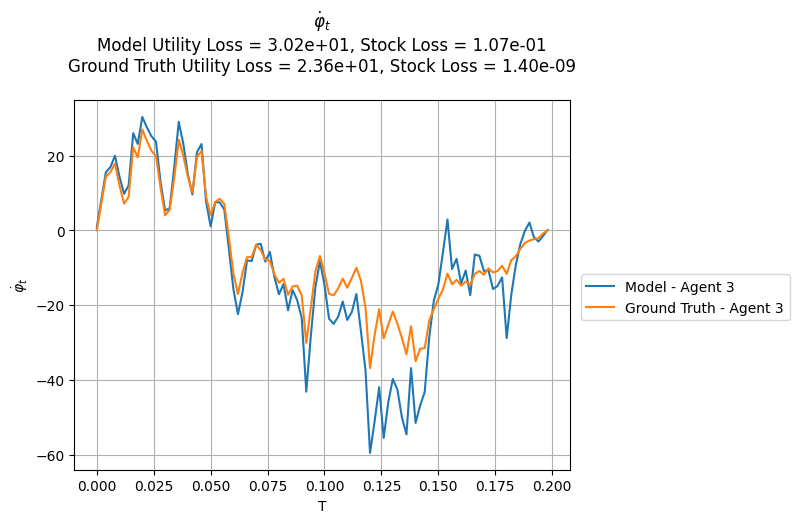 φ̇ₜ
Model Utility Loss = 3.02e+01, Stock Loss = 1.07e-01
Ground Truth Utility Loss = 2.36e+01, Stock Loss = 1.40e-09
20
0
−20
−40
−60
φ̇ₜ
0.000
0.025
0.050
0.075
0.100
0.125
0.150
0.175
0.200
T
Model - Agent 3
Ground Truth - Agent 3